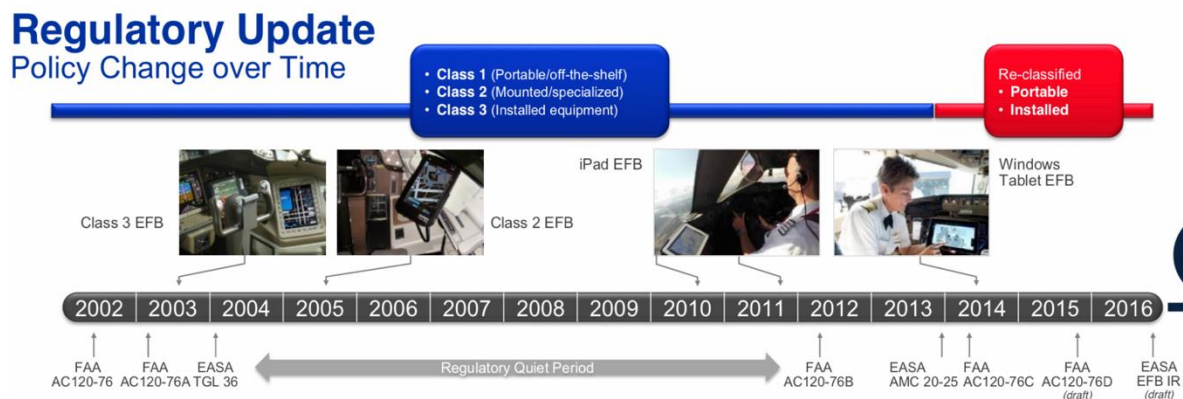 Regulatory Update
Policy Change over Time
• Class 1 (Portable/off-the-shelf)
• Class 2 (Mounted/specialized)
• Class 3 (Installed equipment)
Re-classified
• Portable
• Installed
Class 3 EFB
Class 2 EFB
iPad EFB
Windows
Tablet EFB
2002 2003 2004 2005 2006 2007 2008 2009 2010 2011 2012 2013 2014 2015 2016
FAA
AC120-76
FAA
AC120-76A
EASA
TGL 36
Regulatory Quiet Period
FAA
AC120-76B
EASA
AMC 20-25
FAA
AC120-76C
FAA
AC120-76D
(draft)
EASA
EFB IR
(draft)